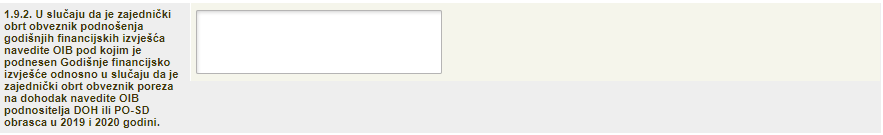 1.9.2. U slučaju da je zajednički
obrt obveznik podnošenja
godišnjih financijskih izvješća
navedite OIB pod kojim je
podnesen Godišnje financijsko
izvješće odnosno u slučaju da je
zajednički obrt obveznik poreza
na dohodak navedite OIB
podnositelja DOH ili PO-SD
obrasca u 2019 i 2020 godini.